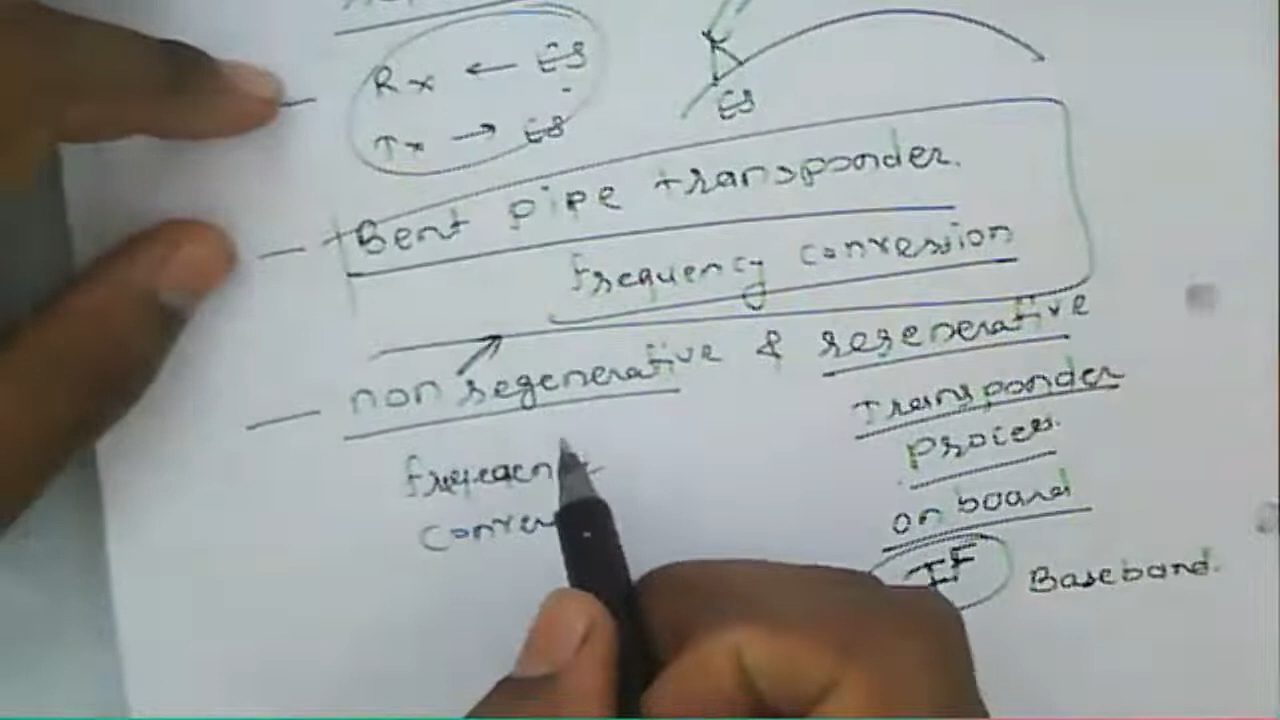 Rx ← ES
Tx → ES
ES
Bent pipe transponder.
frequency conversion
non regenerative & regenerative
Transponder
Process.
on board
IF Baseband.